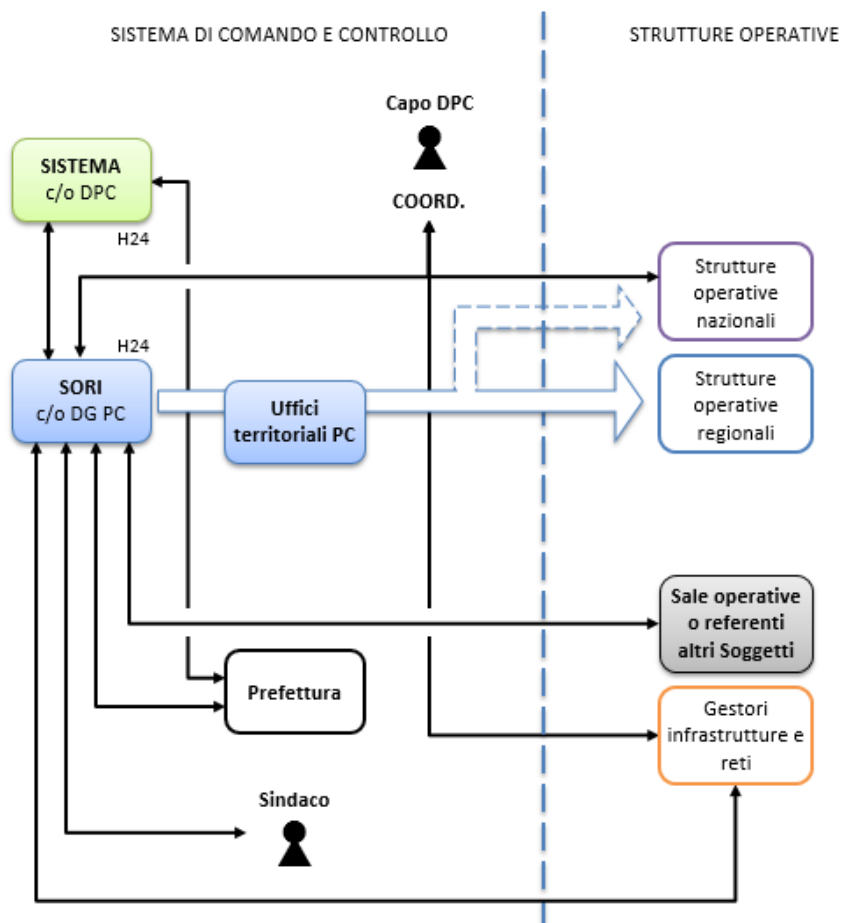 SISTEMA DI COMANDO E CONTROLLO
STRUTTURE OPERATIVE
Capo DPC
SISTEMA
c/o DPC
COORD.
H24
Strutture
operative
nazionali
H24
SORI
c/o DG PC
Uffici
territoriali PC
Strutture
operative
regionali
Sale operative
o referenti
altri Soggetti
Prefettura
Gestori
infrastrutture e
reti
Sindaco